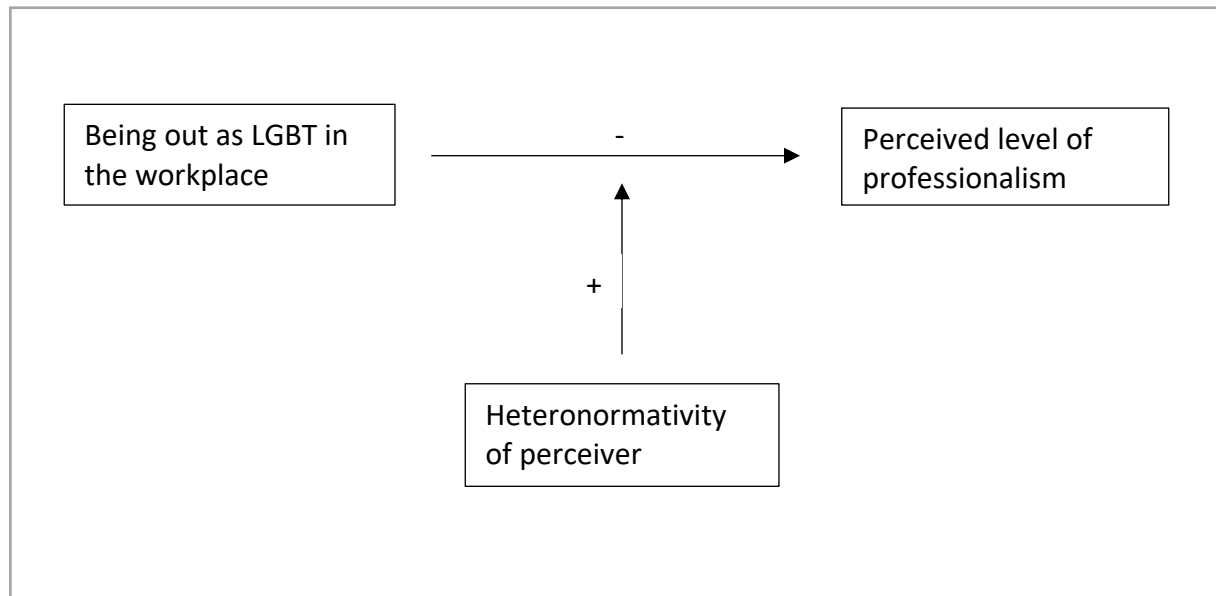 Being out as LGBT in
the workplace
-
Perceived level of
professionalism
+
Heteronormativity
of perceiver